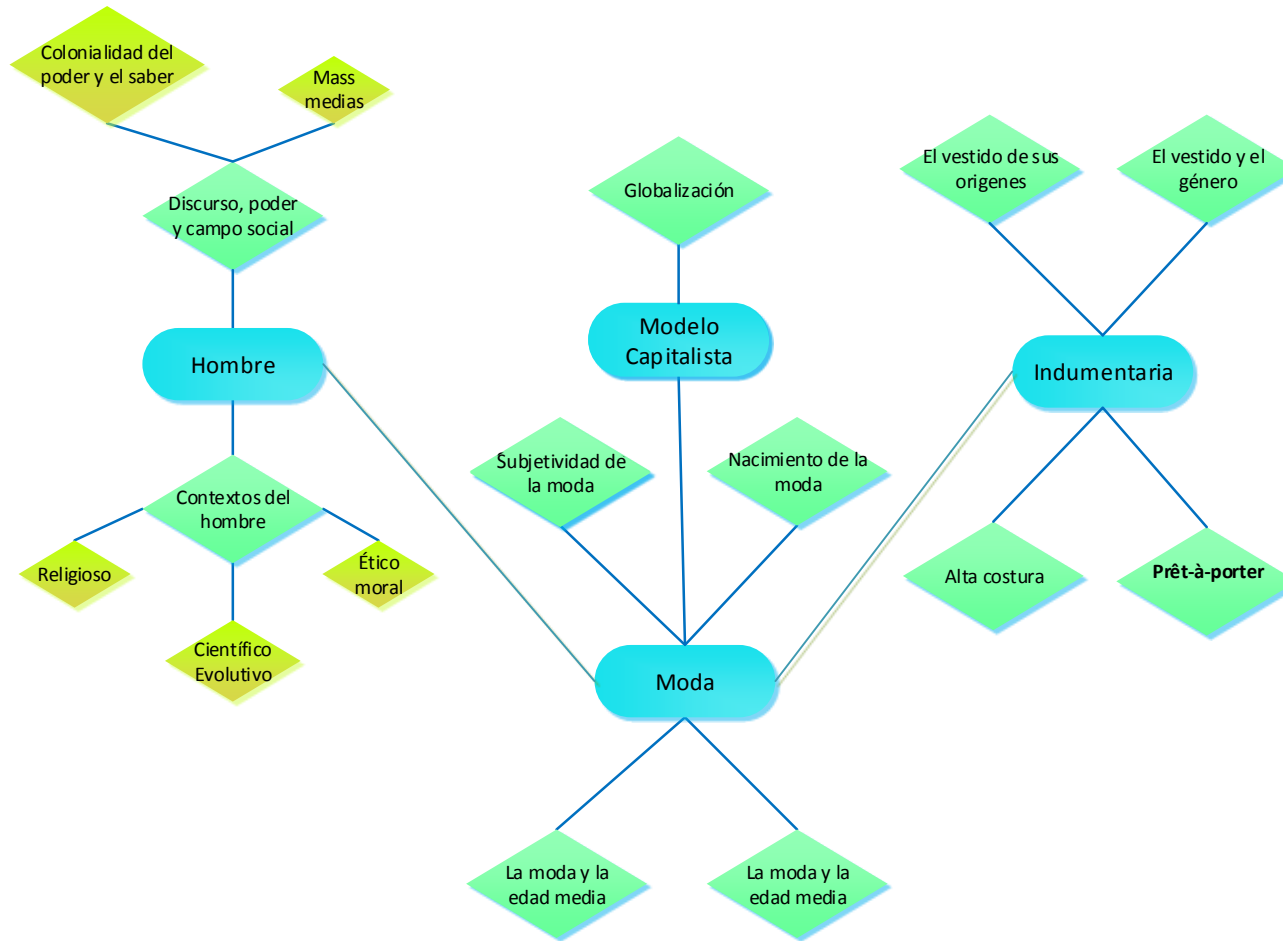 Colonialidad del
poder y el saber
Mass
medias
El vestido de sus
origenes
El vestido y el
género
Globalización
Discurso, poder
y campo social
Modelo
Capitalista
Hombre
Indumentaria
Subjetividad de
la moda
Nacimiento de la
moda
Contextos del
hombre
Religioso
Ético
moral
Alta costura
Prêt-à-porter
Científico
Evolutivo
Moda
La moda y la
edad media
La moda y la
edad media